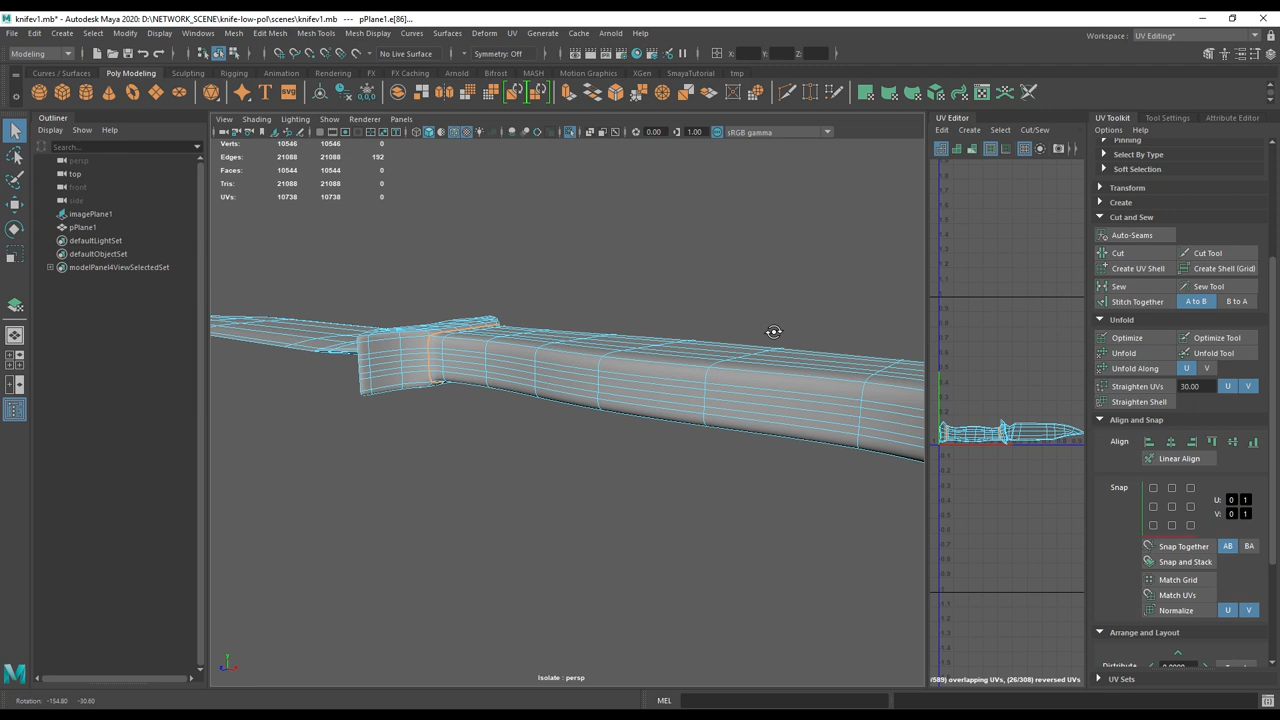 knifev1.mb* - Autodesk Maya 2020: D:\NETWORK_SCENE\knife-low-pol\scenes\knifev1.mb --- pPlane1.e[86]...
File Edit Create Select Modify Display Windows Mesh Edit Mesh Mesh Tools Mesh Display Curves Surfaces Deform UV Generate Cache Arnold Help
Workspace : UV Editing*
Modeling No Live Surface Symmetry: Off X: Y: Z:
Curves / Surfaces Poly Modeling Sculpting Rigging Animation Rendering FX FX Caching Arnold Bifrost MASH Motion Graphics XGen SmayaTutorial tmp
Outliner
Display Show Help
Search...
persp
top
front
side
imagePlane1
pPlane1
defaultLightSet
defaultObjectSet
modelPanel4ViewSelectedSet
View Shading Lighting Show Renderer Panels
0.00 1.00 sRGB gamma
Verts: 10546 10546 0
Edges: 21088 21088 192
Faces: 10544 10544 0
Tris: 21088 21088 0
UVs: 10738 10738 0
Isolate : persp
UV Editor
Edit Create Select Cut/Sew
/589) overlapping UVs, (26/308) reversed UVs
UV Toolkit Tool Settings Attribute Editor
Options Help
Pinning
Select By Type
Soft Selection
Transform
Create
Cut and Sew
Auto-Seams
Cut Cut Tool
Create UV Shell Create Shell (Grid)
Sew Sew Tool
Stitch Together A to B B to A
Unfold
Optimize Optimize Tool
Unfold Unfold Tool
Unfold Along U V
Straighten UVs 30.00 U V
Straighten Shell
Align and Snap
Align
Linear Align
Snap U: 0 1
V: 0 1
Snap Together AB BA
Snap and Stack
Match Grid
Match UVs
Normalize U V
Arrange and Layout
Distribute
UV Sets
Rotation: -154.80 -30.60
MEL